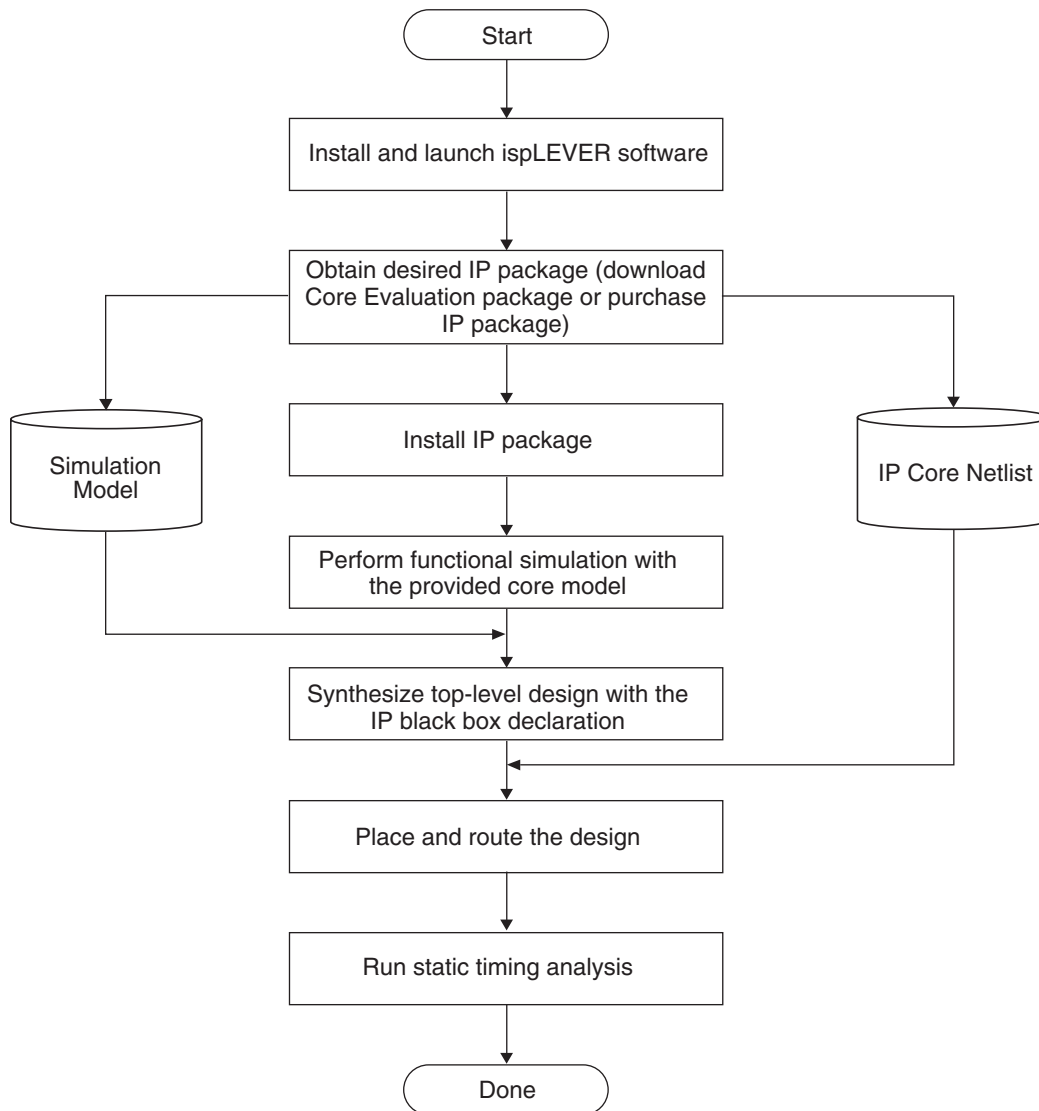 Start
Install and launch ispLEVER software
Obtain desired IP package (download
Core Evaluation package or purchase
IP package)
Simulation
Model
Install IP package
IP Core Netlist
Perform functional simulation with
the provided core model
Synthesize top-level design with the
IP black box declaration
Place and route the design
Run static timing analysis
Done